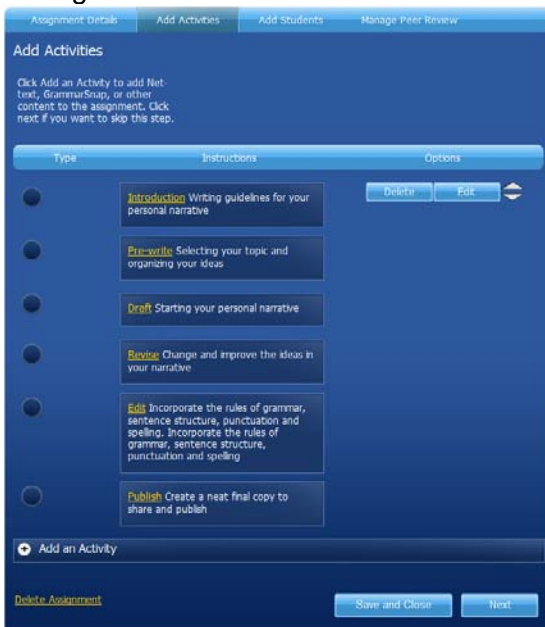 Assignment Details Add Activities Add Students Manage Peer Review
Add Activities
Click Add an Activity to add Net-
text, GrammarSnap, or other
content to the assignment. Click
next if you want to skip this step.
Type Instructions Options
Introduction Writing guidelines for your
personal narrative
Delete Edit
Pre-write Selecting your topic and
organizing your ideas
Draft Starting your personal narrative
Revise Change and improve the ideas in
your narrative
Edit Incorporate the rules of grammar,
sentence structure, punctuation and
spelling. Incorporate the rules of
grammar, sentence structure,
punctuation and spelling
Publish Create a neat final copy to
share and publish
Add an Activity
Delete Assignment Save and Close Next